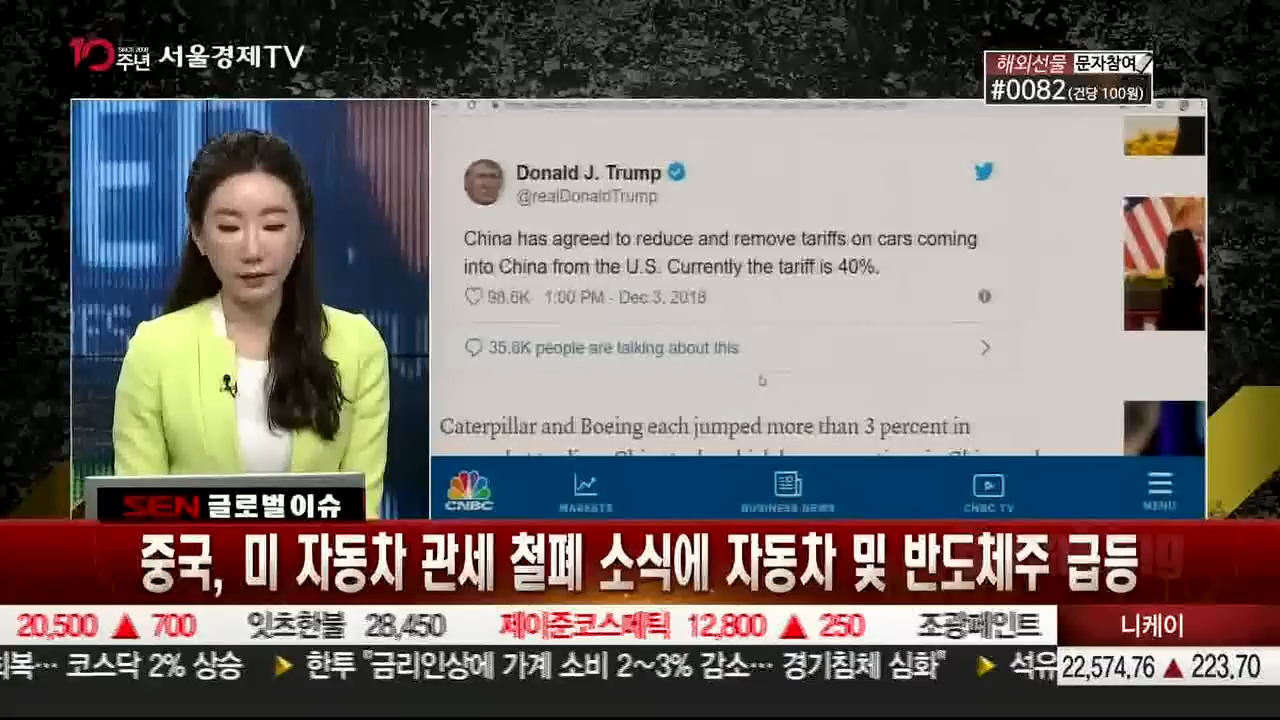 10주년 서울경제TV
SINCE 2008
해외선물 문자참여
#0082(건당 100원)
Donald J. Trump
@realDonaldTrump
China has agreed to reduce and remove tariffs on cars coming
into China from the U.S. Currently the tariff is 40%.
98.6K 1:00 PM - Dec 3, 2018
35.6K people are talking about this
Caterpillar and Boeing each jumped more than 3 percent in
CNBC
MARKETS
BUSINESS NEWS
CNBC TV
MENU
SEN 글로벌이슈
중국, 미 자동차 관세 철폐 소식에 자동차 및 반도체주 급등
20,500 ▲ 700 잇츠한불 28,450 제이준코스메틱 12,800 ▲ 250 조광페인트
니케이
회복… 코스닥 2% 상승 ▶ 한투 "금리인상에 가계 소비 2~3% 감소… 경기침체 심화" ▶ 석유
22,574.76 ▲ 223.70